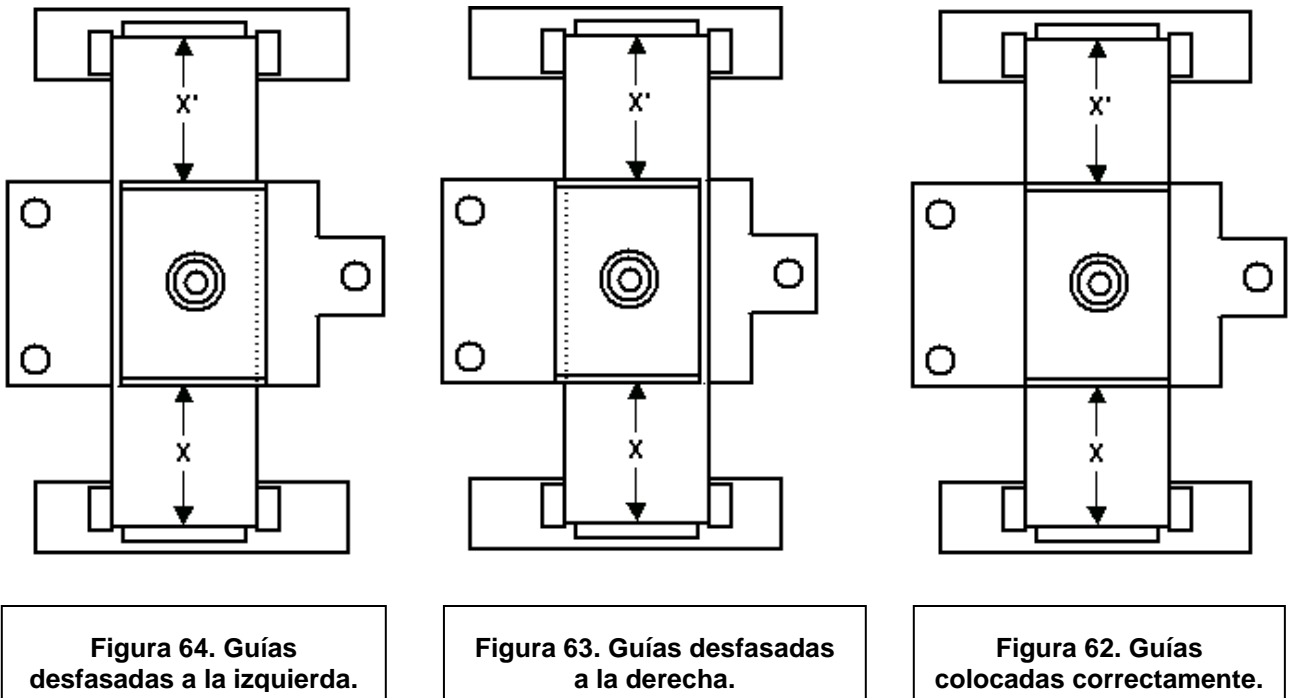 X'
X'
X'
X
X
X
Figura 64. Guías
desfasadas a la izquierda.
Figura 63. Guías desfasadas
a la derecha.
Figura 62. Guías
colocadas correctamente.